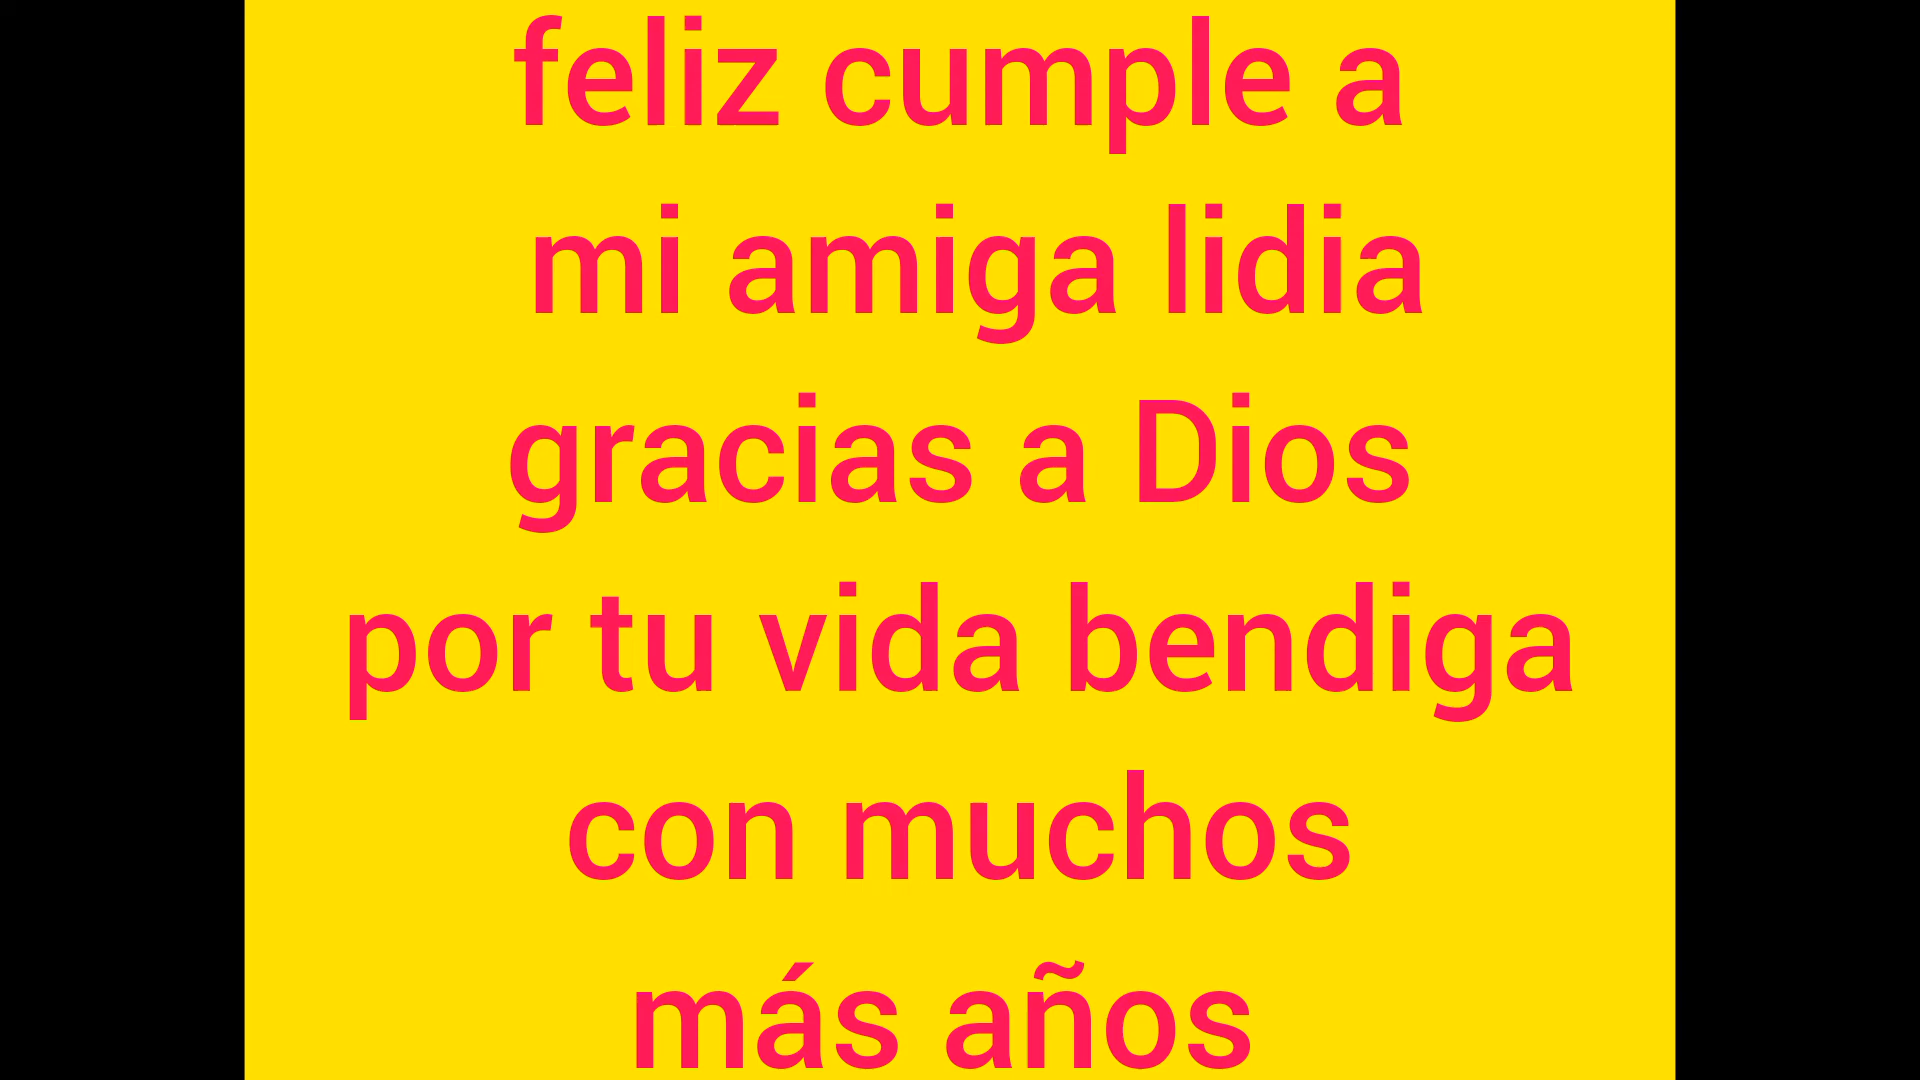 feliz cumple a
mi amiga lidia
gracias a Dios
por tu vida bendiga
con muchos
más años